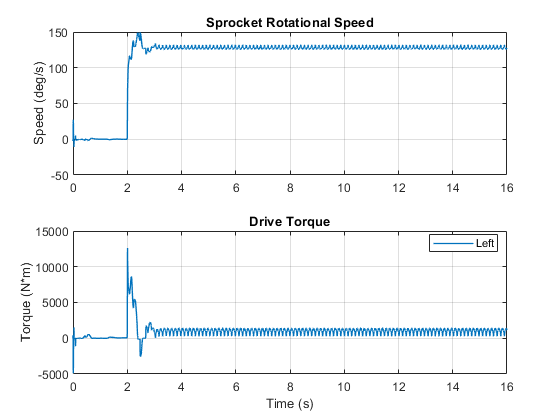 Sprocket Rotational Speed
150
100
50
0
-50
Speed (deg/s)
0 2 4 6 8 10 12 14 16
Drive Torque
Left
15000
10000
5000
0
-5000
Torque (N*m)
0 2 4 6 8 10 12 14 16
Time (s)